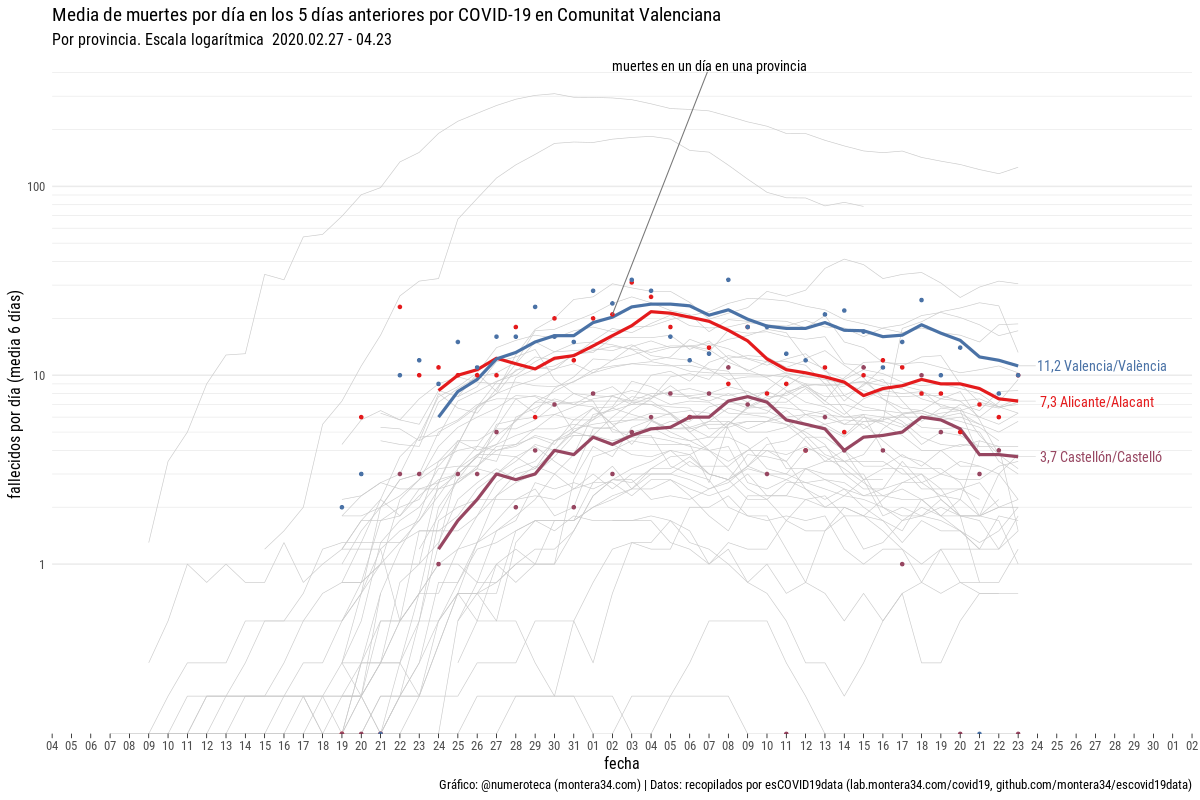 Media de muertes por día en los 5 días anteriores por COVID-19 en Comunitat Valenciana
Por provincia. Escala logarítmica 2020.02.27 - 04.23
muertes en un día en una provincia
fallecidos por día (media 6 días)
100
10
1
11,2 Valencia/València
7,3 Alicante/Alacant
3,7 Castellón/Castelló
04 05 06 07 08 09 10 11 12 13 14 15 16 17 18 19 20 21 22 23 24 25 26 27 28 29 30 31 01 02 03 04 05 06 07 08 09 10 11 12 13 14 15 16 17 18 19 20 21 22 23 24 25 26 27 28 29 30 01 02
fecha
Gráfico: @numeroteca (montera34.com) | Datos: recopilados por esCOVID19data (lab.montera34.com/covid19, github.com/montera34/escovid19data)